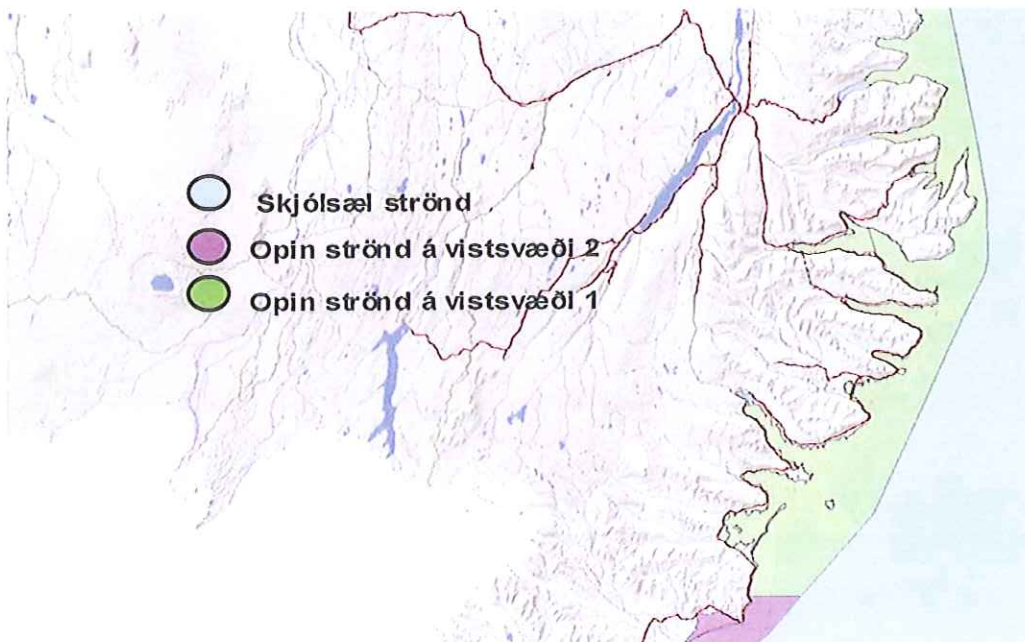 Skjólsæl strönd
Opin strönd á vistsvæði 2
Opin strönd á vistsvæði 1